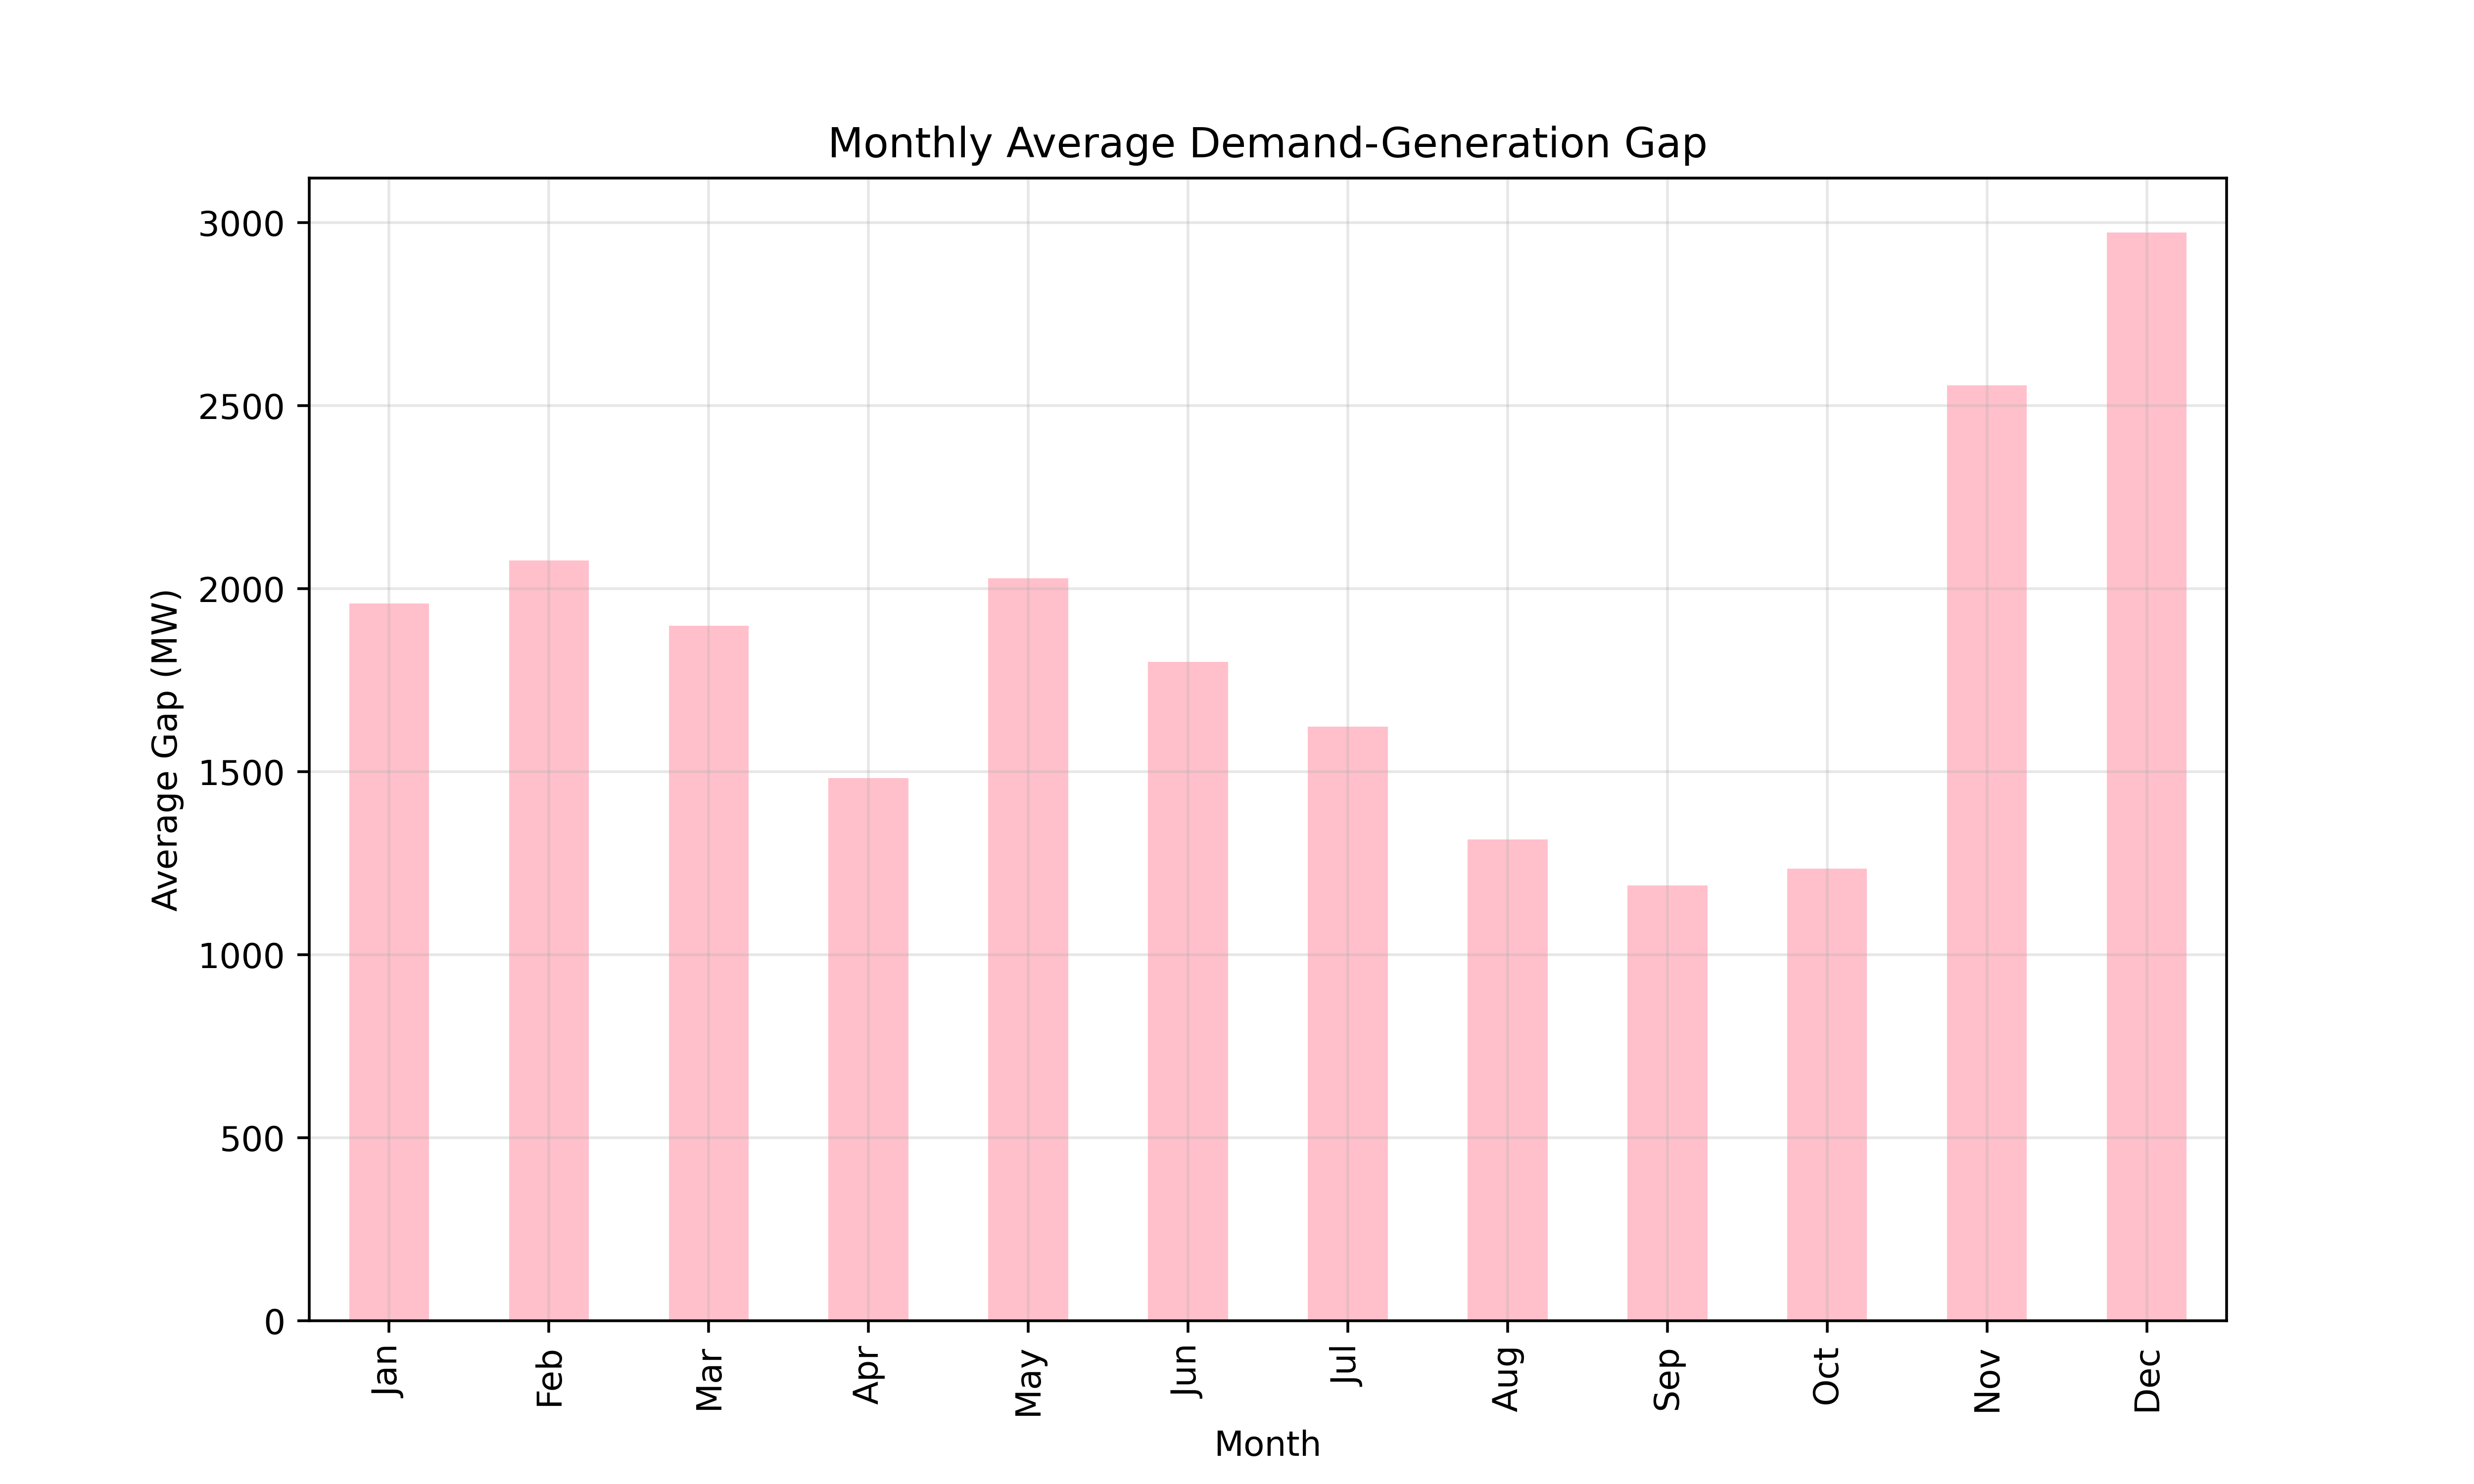 Monthly Average Demand-Generation Gap
3000
2500
2000
1500
1000
500
0
Average Gap (MW)
Jan
Feb
Mar
Apr
May
Jun
Jul
Aug
Sep
Oct
Nov
Dec
Month